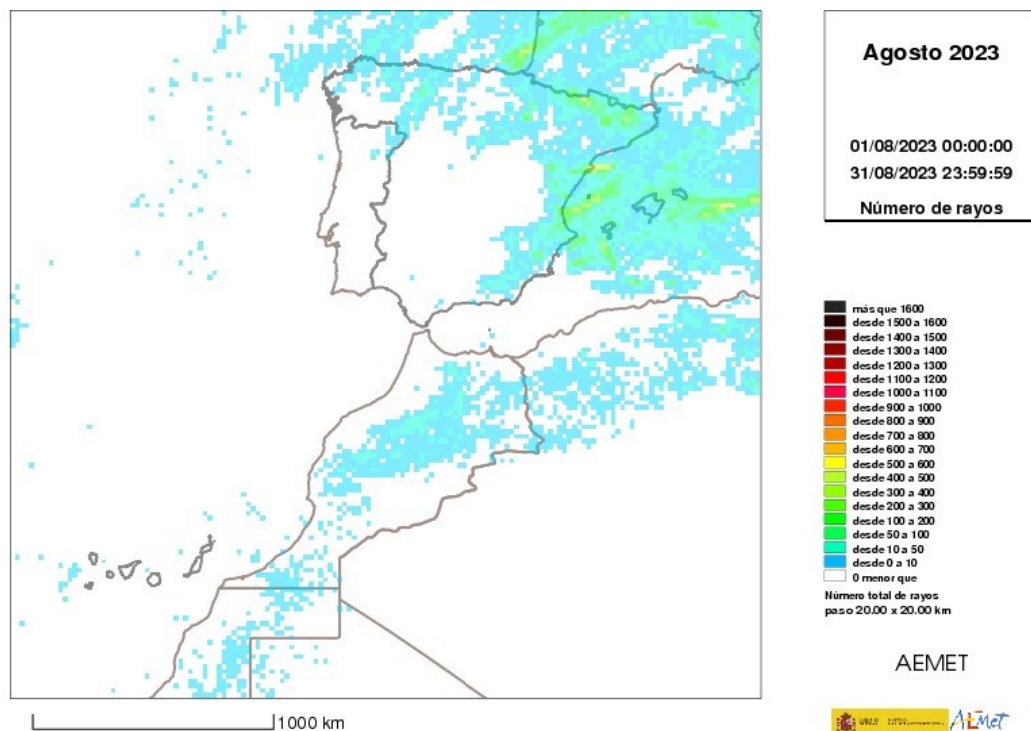 Agosto 2023
01/08/2023 00:00:00
31/08/2023 23:59:59
Número de rayos
más que 1600
desde 1500 a 1600
desde 1400 a 1500
desde 1300 a 1400
desde 1200 a 1300
desde 1100 a 1200
desde 1000 a 1100
desde 900 a 1000
desde 800 a 900
desde 700 a 800
desde 600 a 700
desde 500 a 600
desde 400 a 500
desde 300 a 400
desde 200 a 300
desde 100 a 200
desde 50 a 100
desde 10 a 50
desde 0 a 10
0 menor que
Número total de rayos
paso 20.00 x 20.00 km
AEMET
1000 km
AEMet